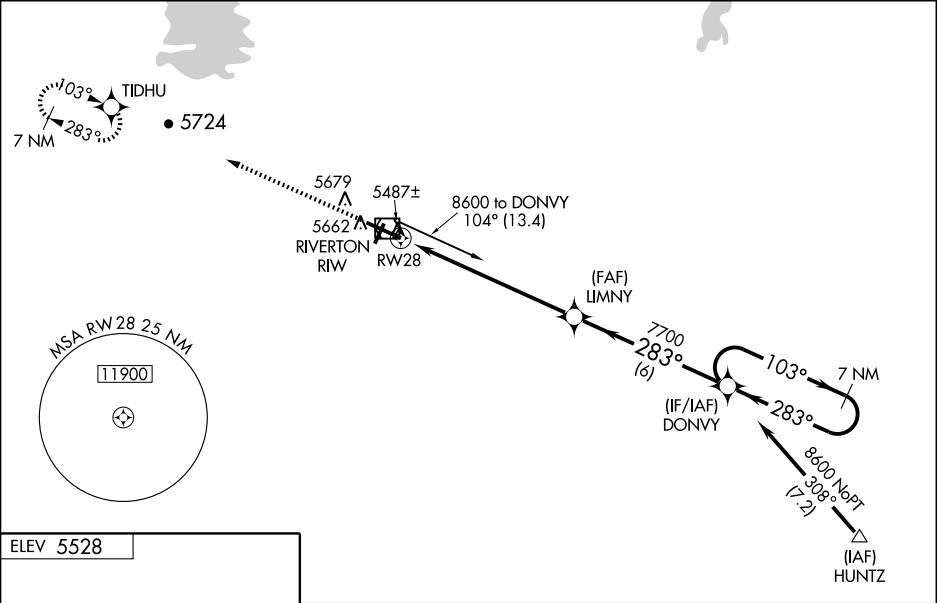 TIDHU
103°
283°
7 NM
5724
5679
5487±
8600 to DONVY
104° (13.4)
5662
RIVERTON
RIW
RW28
(FAF)
LIMNY
MSA RW 28 25 NM
11900
7700
283°
(6)
103°
7 NM
283°
(IF/IAF)
DONVY
8600 NoPT
308°
(7.2)
(IAF)
HUNTZ
ELEV 5528